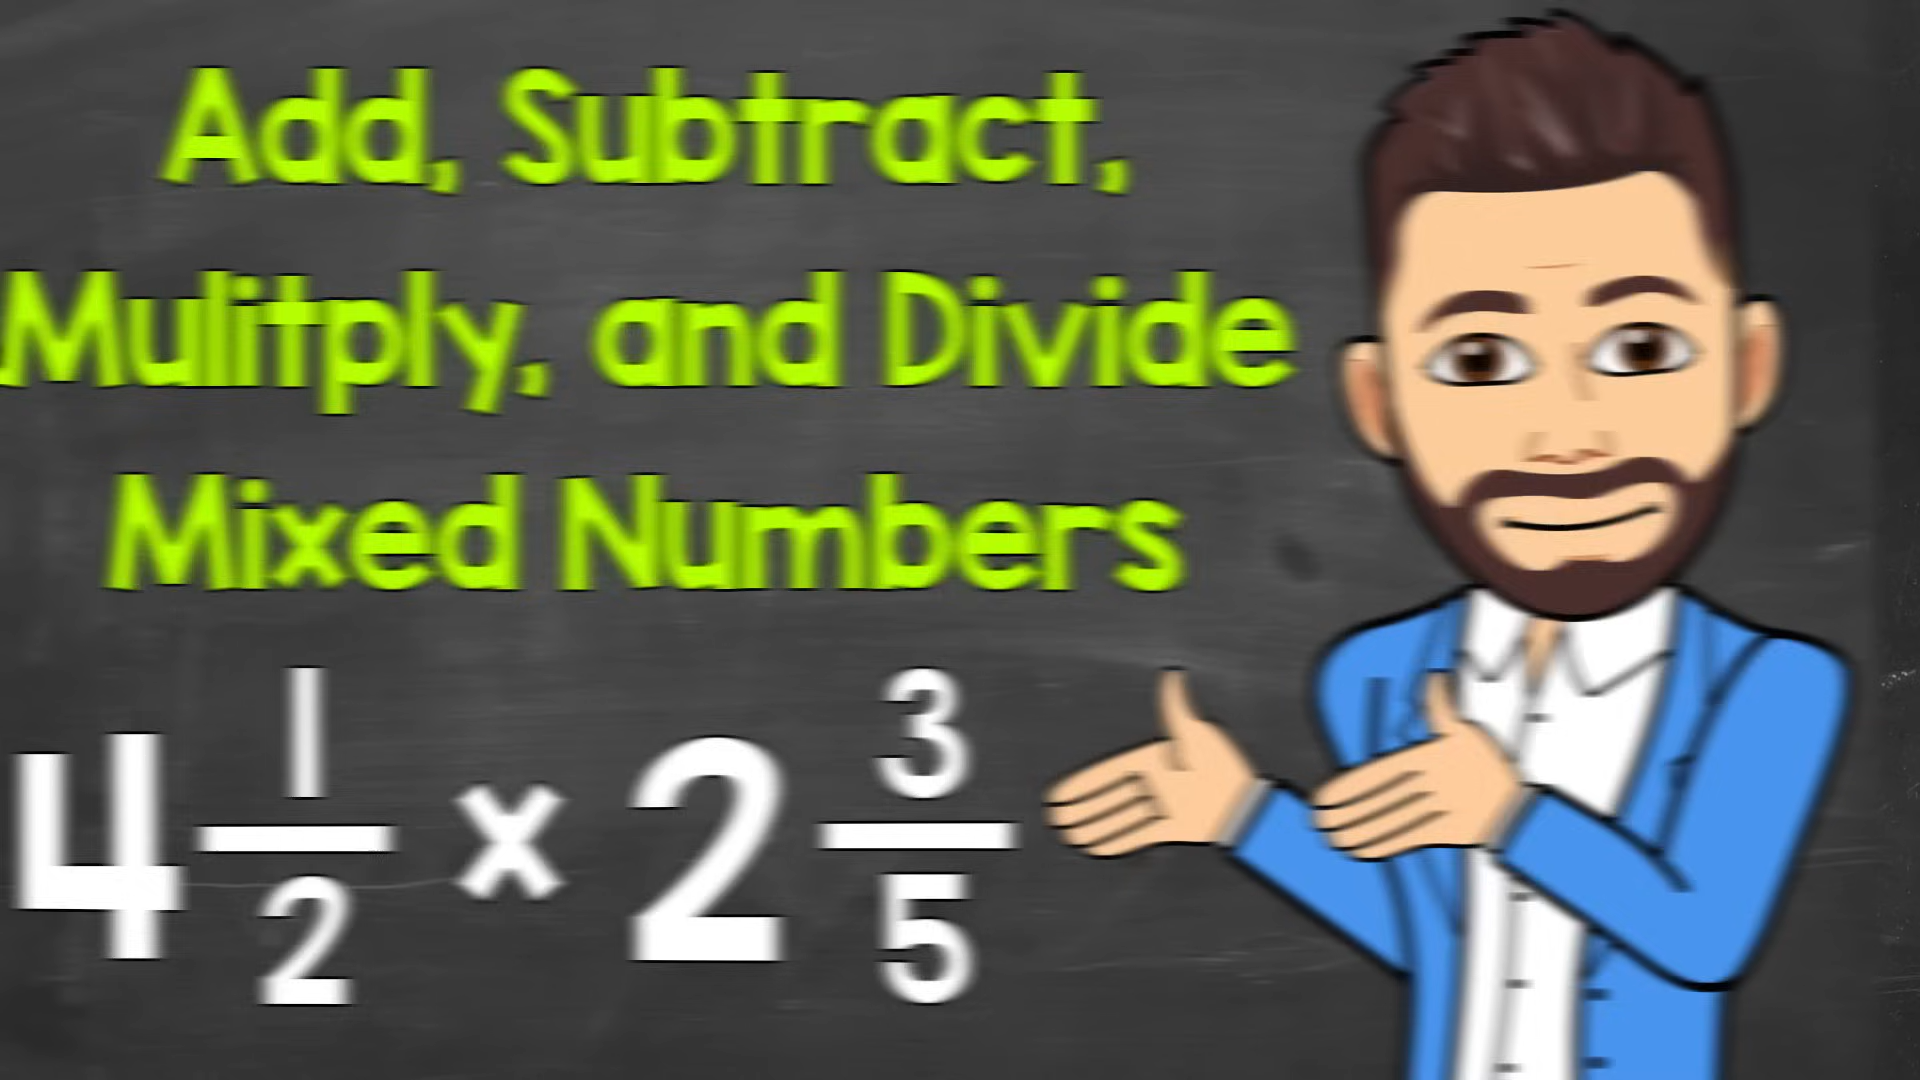 Add, Subtract,
Mulitply, and Divide
Mixed Numbers
4 1/2 × 2 3/5